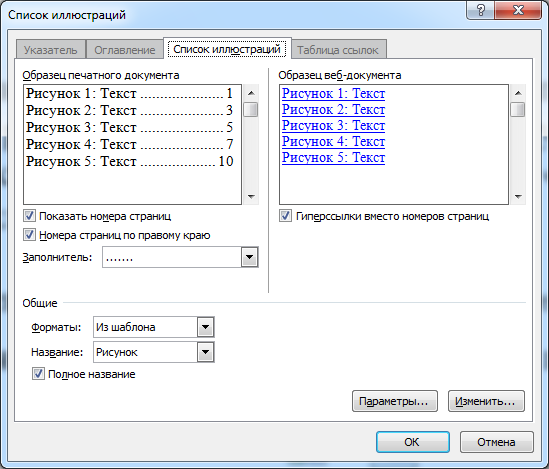 Список иллюстраций
Указатель Оглавление Список иллюстраций Таблица ссылок
Образец печатного документа
Рисунок 1: Текст ........................ 1
Рисунок 2: Текст ........................ 3
Рисунок 3: Текст ........................ 5
Рисунок 4: Текст ........................ 7
Рисунок 5: Текст ...................... 10
Образец веб-документа
Рисунок 1: Текст
Рисунок 2: Текст
Рисунок 3: Текст
Рисунок 4: Текст
Рисунок 5: Текст
Показать номера страниц
Номера страниц по правому краю
Заполнитель: .......
Гиперссылки вместо номеров страниц
Общие
Форматы: Из шаблона
Название: Рисунок
Полное название
Параметры... Изменить...
ОК Отмена